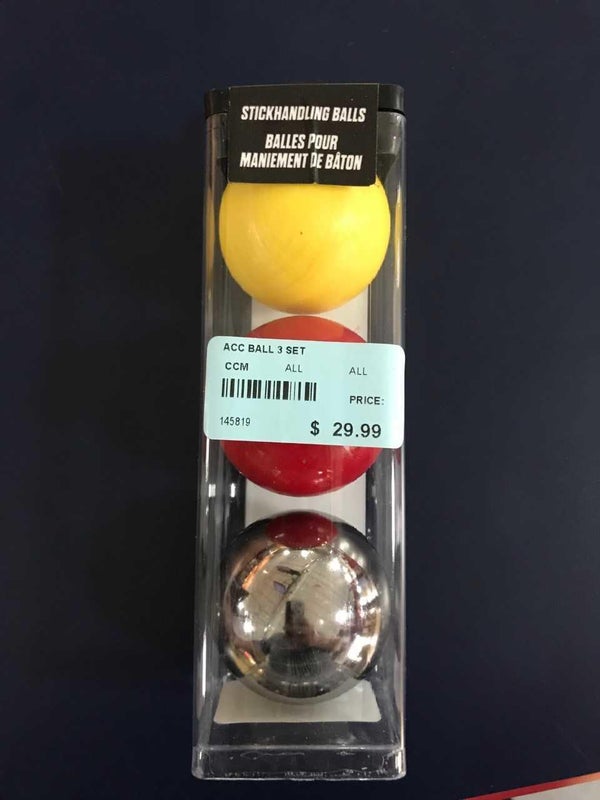 STICKHANDLING BALLS
BALLES POUR
MANIEMENT DE BÂTON
ACC BALL 3 SET
CCM ALL ALL
PRICE:
145819
$ 29.99